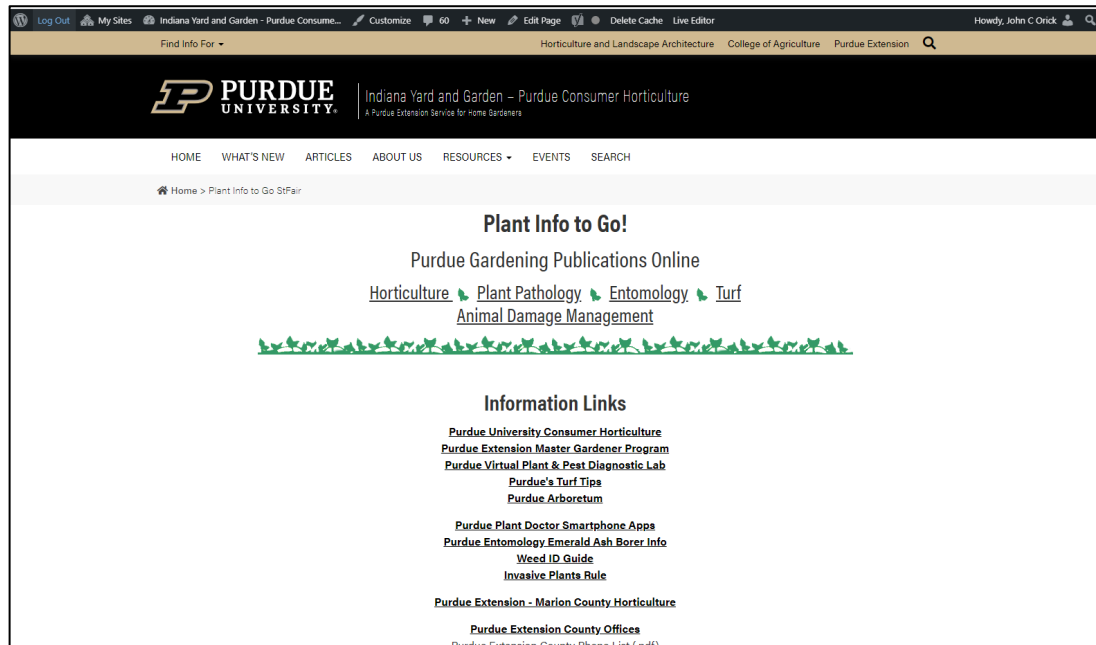 Log Out My Sites Indiana Yard and Garden - Purdue Consume... Customize 60 New Edit Page Delete Cache Live Editor Howdy, John C Orick
Find Info For Horticulture and Landscape Architecture College of Agriculture Purdue Extension
PURDUE UNIVERSITY®
Indiana Yard and Garden – Purdue Consumer Horticulture
A Purdue Extension Service for Home Gardeners
HOME WHAT'S NEW ARTICLES ABOUT US RESOURCES EVENTS SEARCH
Home > Plant Info to Go StFair
Plant Info to Go!
Purdue Gardening Publications Online
Horticulture Plant Pathology Entomology Turf
Animal Damage Management
Information Links
Purdue University Consumer Horticulture
Purdue Extension Master Gardener Program
Purdue Virtual Plant & Pest Diagnostic Lab
Purdue's Turf Tips
Purdue Arboretum
Purdue Plant Doctor Smartphone Apps
Purdue Entomology Emerald Ash Borer Info
Weed ID Guide
Invasive Plants Rule
Purdue Extension - Marion County Horticulture
Purdue Extension County Offices
Purdue Extension County Phone List (.pdf)